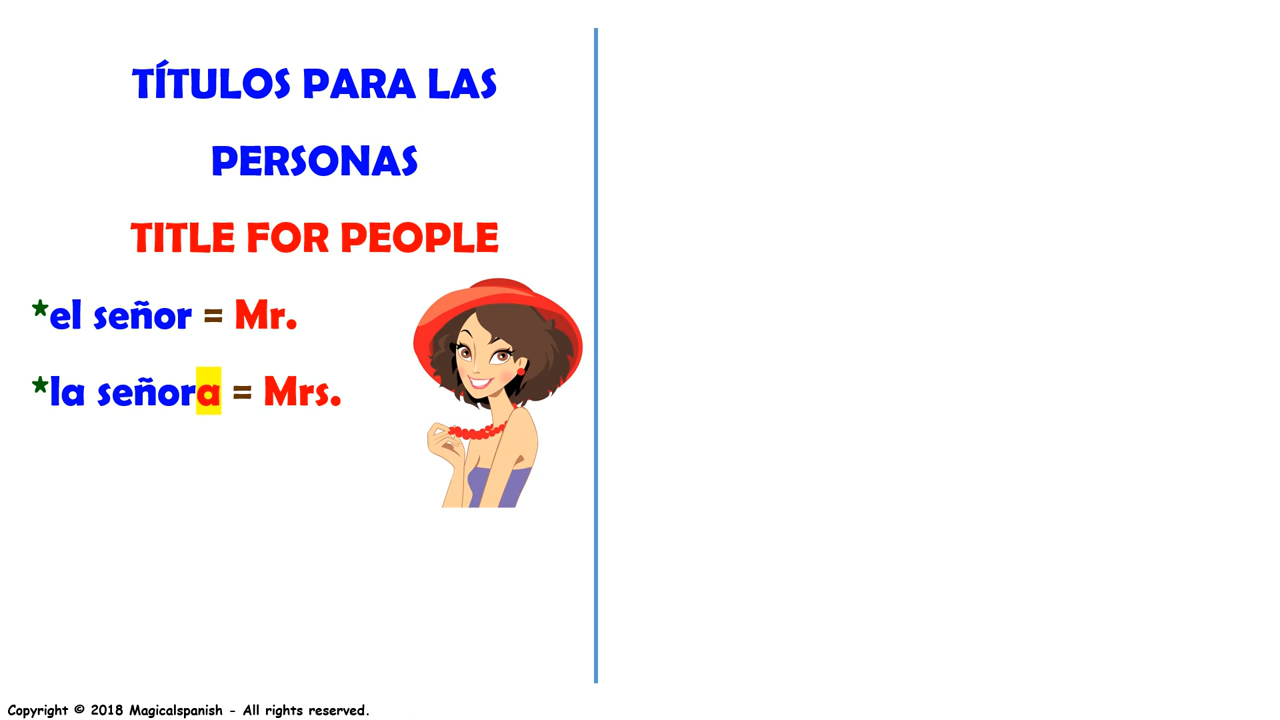 TÍTULOS PARA LAS
PERSONAS
TITLE FOR PEOPLE
*el señor = Mr.
*la señora = Mrs.
Copyright © 2018 Magicalspanish - All rights reserved.